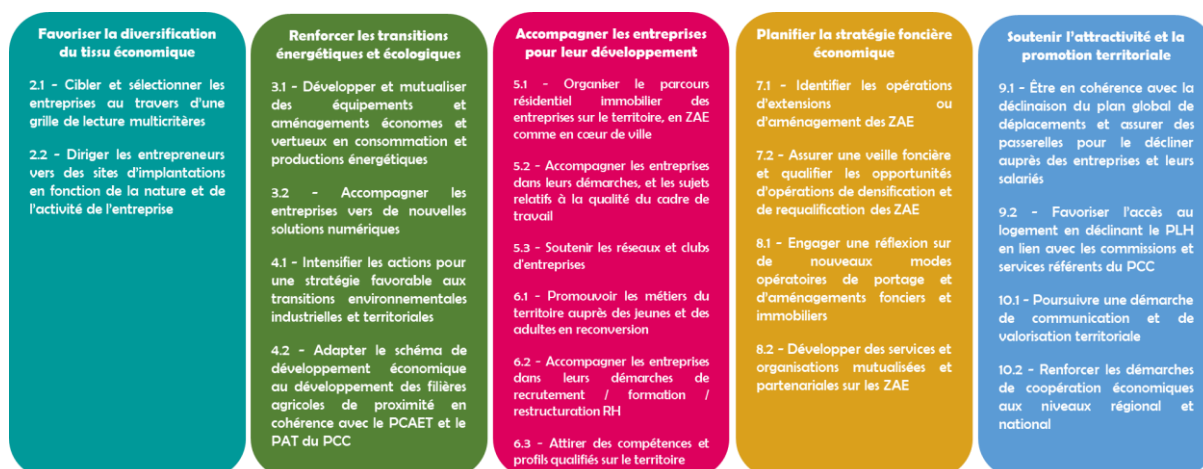 Favoriser la diversification
du tissu économique
2.1 - Cibler et sélectionner les
entreprises au travers d'une
grille de lecture multicritères
2.2 - Diriger les entrepreneurs
vers des sites d'implantations
en fonction de la nature et de
l'activité de l'entreprise
Renforcer les transitions
énergétiques et écologiques
3.1 - Développer et mutualiser
des équipements et
aménagements économes et
vertueux en consommation et
productions énergétiques
3.2 - Accompagner les
entreprises vers de nouvelles
solutions numériques
4.1 - Intensifier les actions pour
une stratégie favorable aux
transitions environnementales
industrielles et territoriales
4.2 - Adapter le schéma de
développement économique
au développement des filières
agricoles de proximité en
cohérence avec le PCAET et le
PAT du PCC
Accompagner les entreprises
pour leur développement
5.1 - Organiser le parcours
résidentiel immobilier des
entreprises sur le territoire, en ZAE
comme en cœur de ville
5.2 - Accompagner les entreprises
dans leurs démarches, et les sujets
relatifs à la qualité du cadre de
travail
5.3 - Soutenir les réseaux et clubs
d'entreprises
6.1 - Promouvoir les métiers du
territoire auprès des jeunes et des
adultes en reconversion
6.2 - Accompagner les entreprises
dans leurs démarches de
recrutement / formation /
restructuration RH
6.3 - Attirer des compétences et
profils qualifiés sur le territoire
Planifier la stratégie foncière
économique
7.1 - Identifier les opérations
d'extensions ou
d'aménagement des ZAE
7.2 - Assurer une veille foncière
et qualifier les opportunités
d'opérations de densification et
de requalification des ZAE
8.1 - Engager une réflexion sur
de nouveaux modes
opératoires de portage et
d'aménagements fonciers et
immobiliers
8.2 - Développer des services et
organisations mutualisées et
partenariales sur les ZAE
Soutenir l'attractivité et la
promotion territoriale
9.1 - Être en cohérence avec la
déclinaison du plan global de
déplacements et assurer des
passerelles pour le décliner
auprès des entreprises et leurs
salariés
9.2 - Favoriser l'accès au
logement en déclinant le PLH
en lien avec les commissions et
services référents du PCC
10.1 - Poursuivre une démarche
de communication et de
valorisation territoriale
10.2 - Renforcer les démarches
de coopération économiques
aux niveaux régional et
national